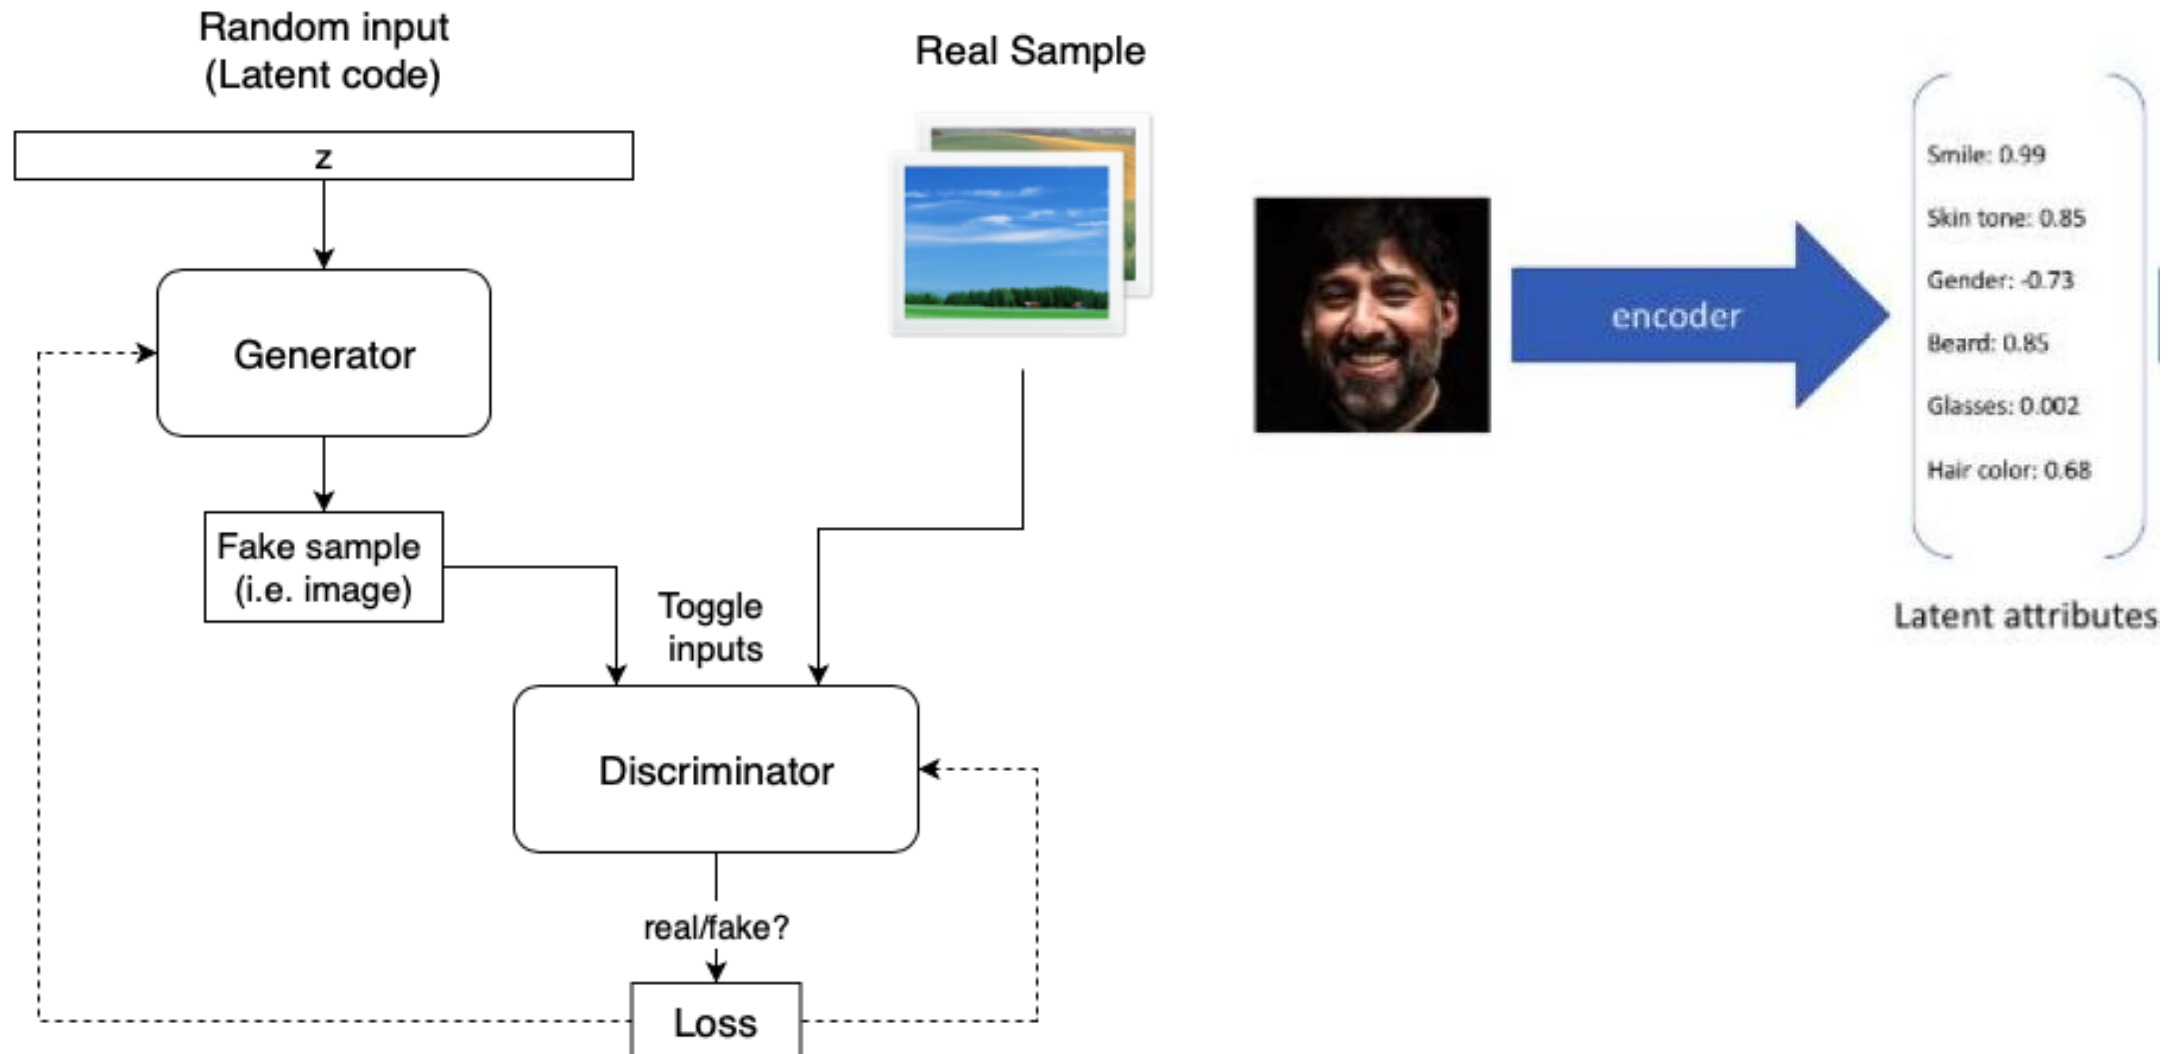 Random input
(Latent code)
z
Generator
Fake sample
(i.e. image)
Real Sample
Toggle
inputs
Discriminator
real/fake?
Loss
encoder
Smile: 0.99
Skin tone: 0.85
Gender: -0.73
Beard: 0.85
Glasses: 0.002
Hair color: 0.68
Latent attributes